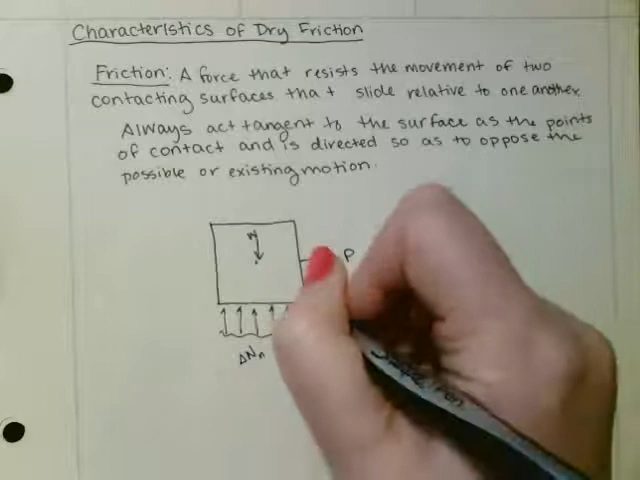 Characteristics of Dry Friction
Friction: A force that resists the movement of two
contacting surfaces that slide relative to one another.
Always act tangent to the surface as the points
of contact and is directed so as to oppose the
possible or existing motion.
W
P
ΔNn